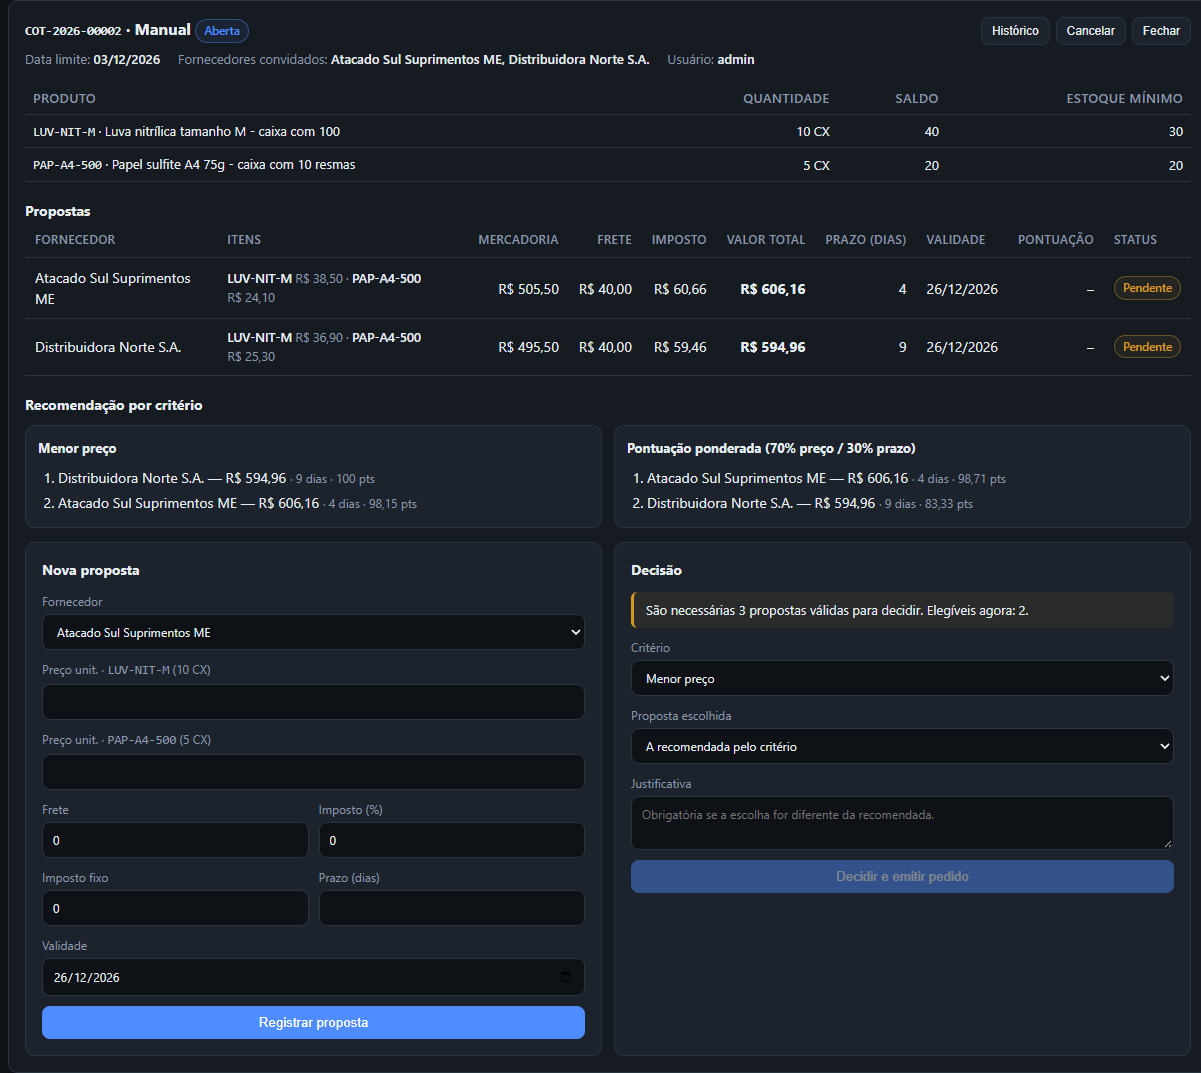 COT-2026-00002 · Manual Aberta
Histórico Cancelar Fechar
Data limite: 03/12/2026 Fornecedores convidados: Atacado Sul Suprimentos ME, Distribuidora Norte S.A. Usuário: admin
PRODUTO QUANTIDADE SALDO ESTOQUE MÍNIMO
LUV-NIT-M · Luva nitrílica tamanho M - caixa com 100 10 CX 40 30
PAP-A4-500 · Papel sulfite A4 75g - caixa com 10 resmas 5 CX 20 20
Propostas
FORNECEDOR ITENS MERCADORIA FRETE IMPOSTO VALOR TOTAL PRAZO (DIAS) VALIDADE PONTUAÇÃO STATUS
Atacado Sul Suprimentos ME LUV-NIT-M R$ 38,50 · PAP-A4-500 R$ 24,10 R$ 505,50 R$ 40,00 R$ 60,66 R$ 606,16 4 26/12/2026 – Pendente
Distribuidora Norte S.A. LUV-NIT-M R$ 36,90 · PAP-A4-500 R$ 25,30 R$ 495,50 R$ 40,00 R$ 59,46 R$ 594,96 9 26/12/2026 – Pendente
Recomendação por critério
Menor preço
1. Distribuidora Norte S.A. — R$ 594,96 · 9 dias · 100 pts
2. Atacado Sul Suprimentos ME — R$ 606,16 · 4 dias · 98,15 pts
Pontuação ponderada (70% preço / 30% prazo)
1. Atacado Sul Suprimentos ME — R$ 606,16 · 4 dias · 98,71 pts
2. Distribuidora Norte S.A. — R$ 594,96 · 9 dias · 83,33 pts
Nova proposta
Fornecedor
Atacado Sul Suprimentos ME
Preço unit. · LUV-NIT-M (10 CX)
Preço unit. · PAP-A4-500 (5 CX)
Frete Imposto (%)
0 0
Imposto fixo Prazo (dias)
0
Validade
26/12/2026
Registrar proposta
Decisão
São necessárias 3 propostas válidas para decidir. Elegíveis agora: 2.
Critério
Menor preço
Proposta escolhida
A recomendada pelo critério
Justificativa
Obrigatória se a escolha for diferente da recomendada.
Decidir e emitir pedido